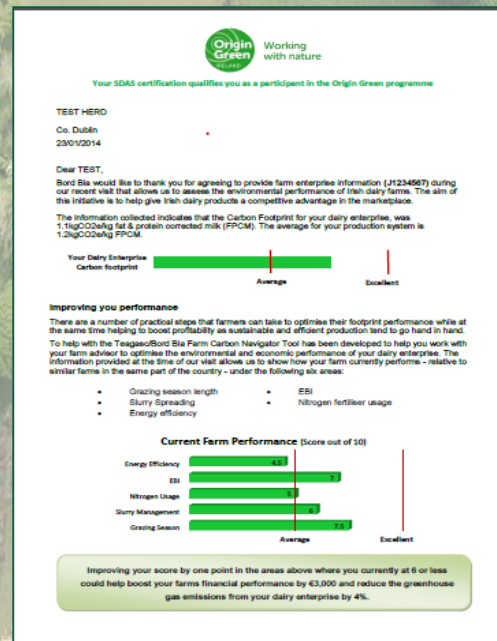 Origin
Green
IRELAND
Working
with nature
Your SDAS certification qualifies you as a participant in the Origin Green programme
TEST HERD
Co. Dublin
23/01/2014
Dear TEST,
Bord Bia would like to thank you for agreeing to provide farm enterprise information (J1234567) during
our recent visit that allows us to assess the environmental performance of Irish dairy farms. The aim of
this initiative is to help give Irish dairy products a competitive advantage in the marketplace.
The information collected indicates that the Carbon Footprint for your dairy enterprise, was
1.1kgCO2e/kg fat & protein corrected milk (FPCM). The average for your production system is
1.2kgCO2e/kg FPCM.
Your Dairy Enterprise
Carbon footprint
Average
Excellent
Improving you performance
There are a number of practical steps that farmers can take to optimise their footprint performance while at
the same time helping to boost profitability as sustainable and efficient production tend to go hand in hand.
To help with the Teagasc/Bord Bia Farm Carbon Navigator Tool has been developed to help you work with
your farm advisor to optimise the environmental and economic performance of your dairy enterprise. The
information provided at the time of our visit allows us to show how your farm currently performs - relative to
similar farms in the same part of the country - under the following six areas:
• Grazing season length
• Slurry Spreading
• Energy efficiency
• EBI
• Nitrogen fertiliser usage
Current Farm Performance (Score out of 10)
Energy Efficiency 4.5
EBI 7
Nitrogen Usage 5
Slurry Management 6
Grazing Season 7.5
Average
Excellent
Improving your score by one point in the areas above where you currently at 6 or less
could help boost your farms financial performance by €3,000 and reduce the greenhouse
gas emissions from your dairy enterprise by 4%.